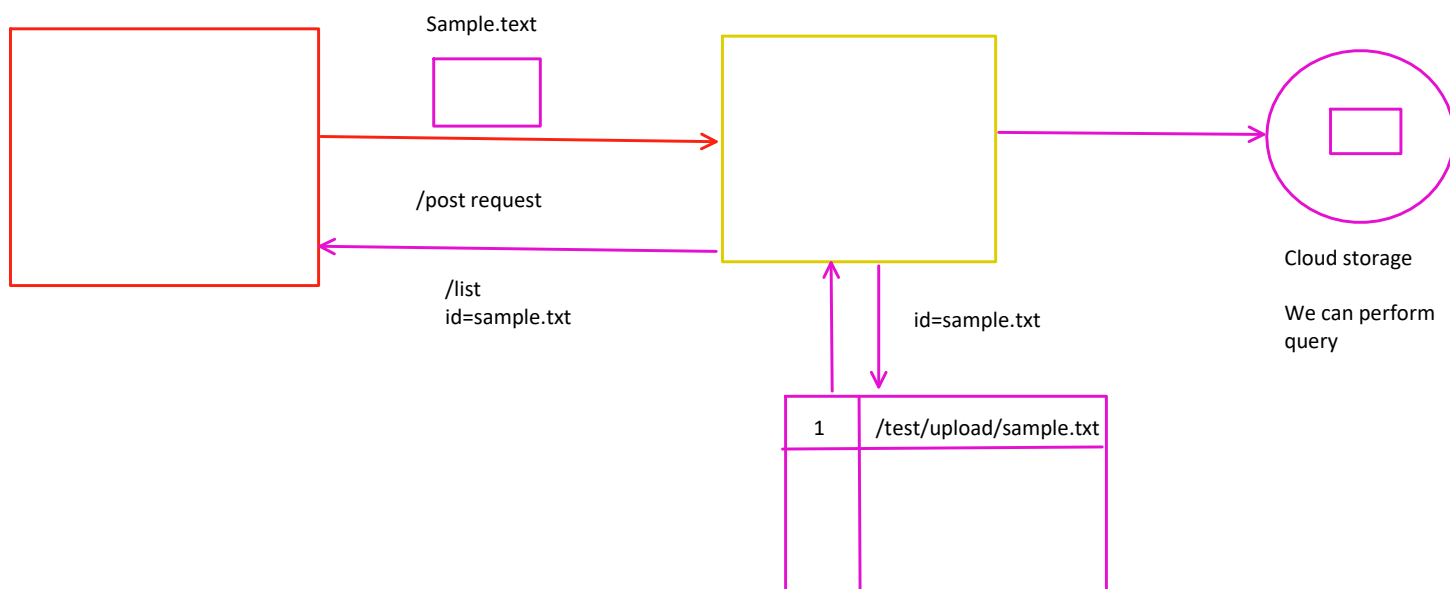 Sample.text
/post request
/list
id=sample.txt
id=sample.txt
Cloud storage
We can perform
query
1
/test/upload/sample.txt